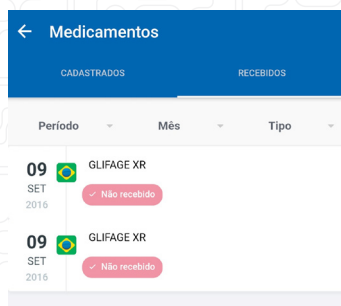 Medicamentos
CADASTRADOS RECEBIDOS
Período Mês Tipo
09 GLIFAGE XR
SET Não recebido
2016
09 GLIFAGE XR
SET Não recebido
2016